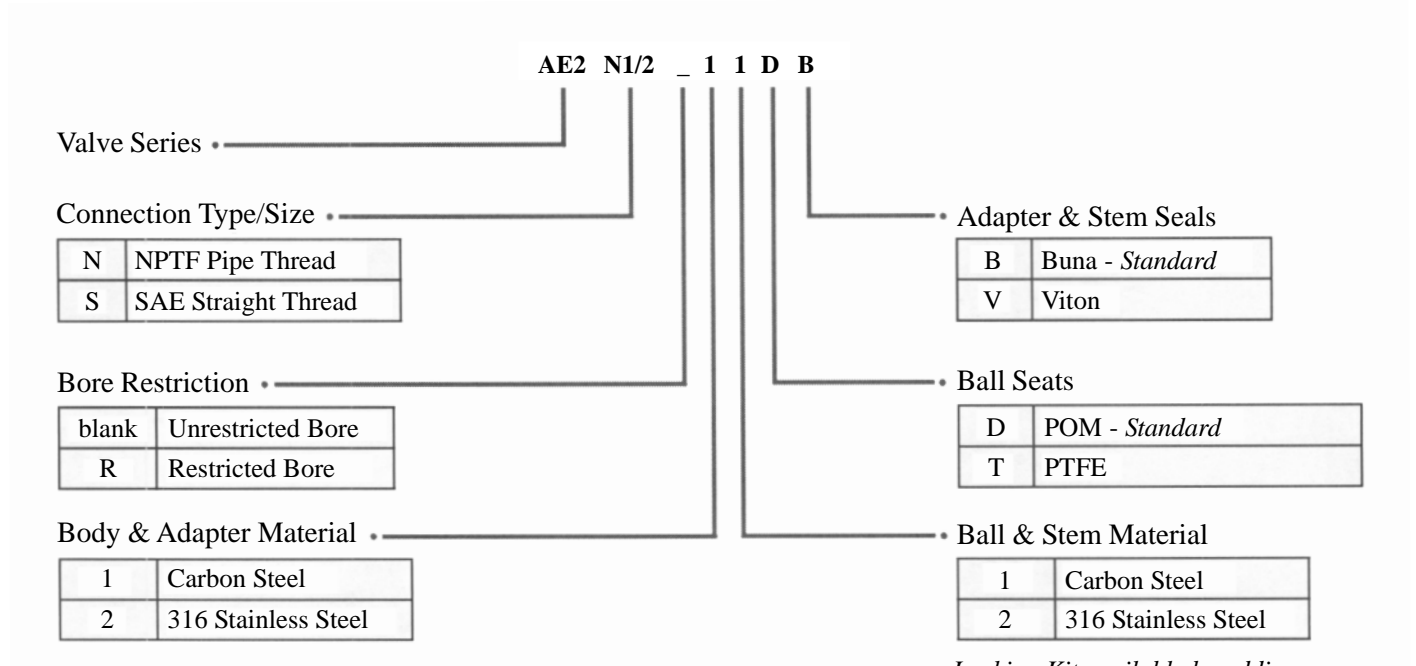 AE2 N1/2 _ 1 1 D B
Valve Series
Connection Type/Size
N NPTF Pipe Thread
S SAE Straight Thread
Bore Restriction
blank Unrestricted Bore
R Restricted Bore
Body & Adapter Material
1 Carbon Steel
2 316 Stainless Steel
Adapter & Stem Seals
B Buna - Standard
V Viton
Ball Seats
D POM - Standard
T PTFE
Ball & Stem Material
1 Carbon Steel
2 316 Stainless Steel